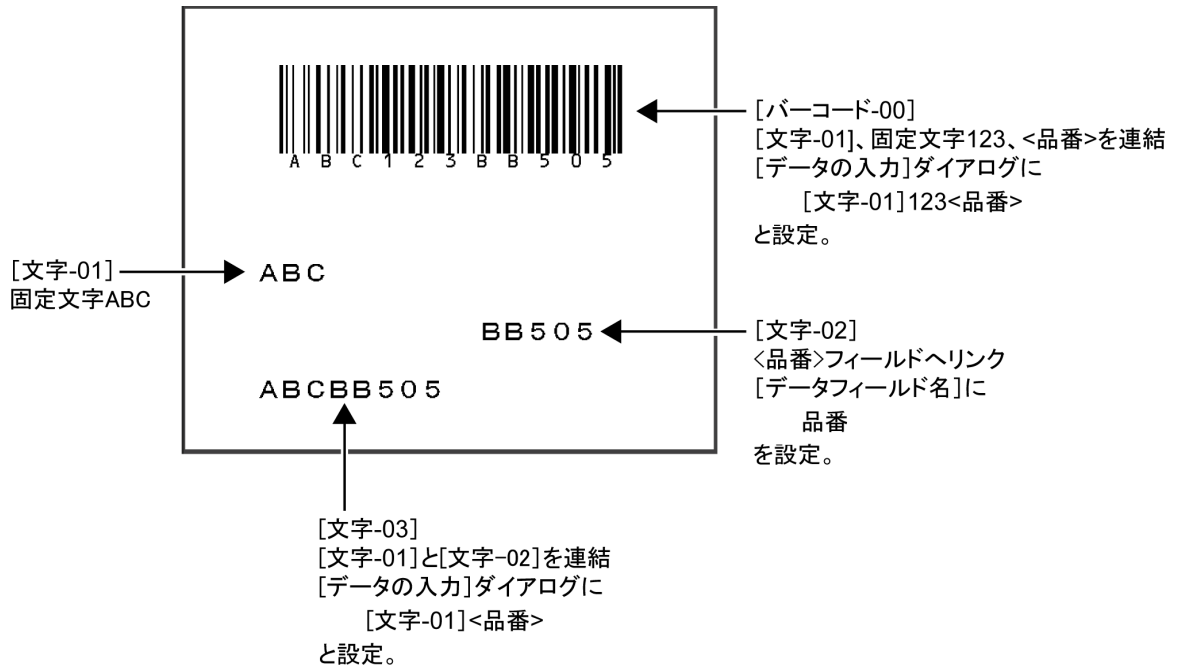 ABC123BB505
[バーコード-00]
[文字-01]、固定文字123、<品番>を連結
[データの入力]ダイアログに
[文字-01]123<品番>
と設定。
[文字-01]
固定文字ABC
ABC
BB505
[文字-02]
<品番>フィールドへリンク
[データフィールド名]に
品番
を設定。
ABCBB505
[文字-03]
[文字-01]と[文字-02]を連結
[データの入力]ダイアログに
[文字-01]<品番>
と設定。